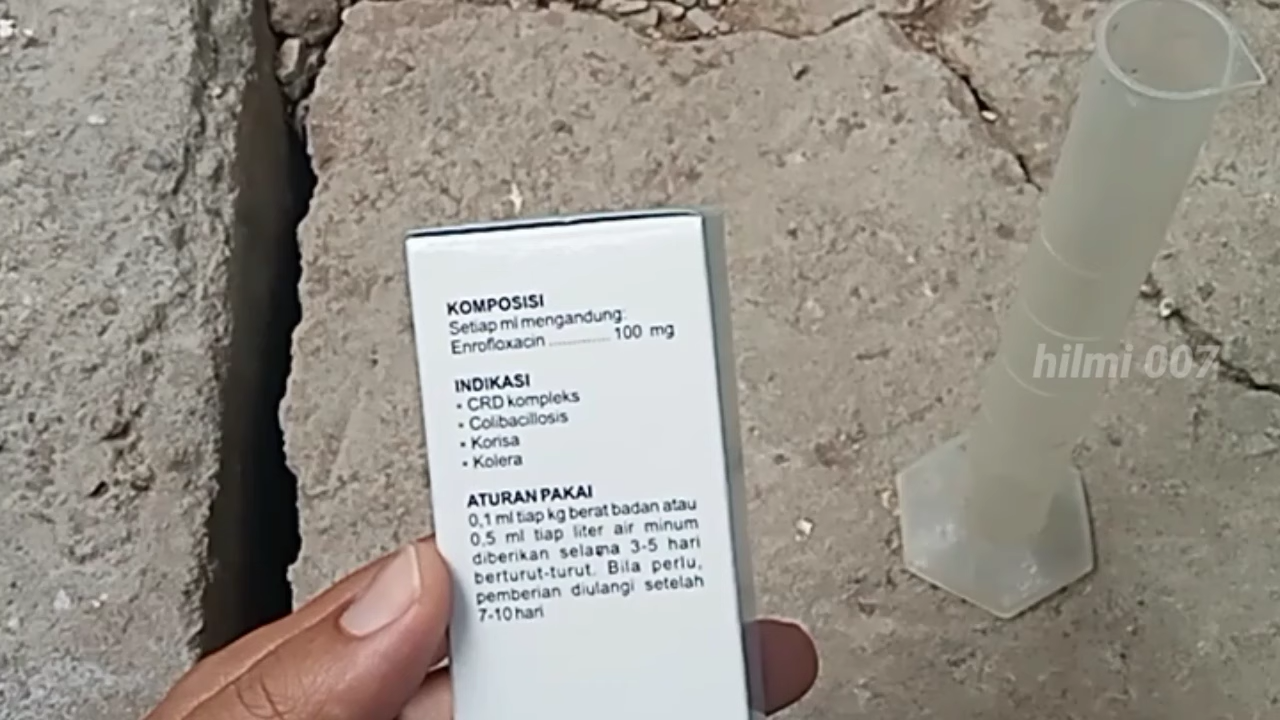 KOMPOSISI
Setiap ml mengandung:
Enrofloxacin ............... 100 mg
INDIKASI
• CRD kompleks
• Colibacillosis
• Korisa
• Kolera
ATURAN PAKAI
0,1 ml tiap kg berat badan atau
0,5 ml tiap liter air minum
diberikan selama 3-5 hari
berturut-turut. Bila perlu,
pemberian diulangi setelah
7-10 hari
hilmi 007